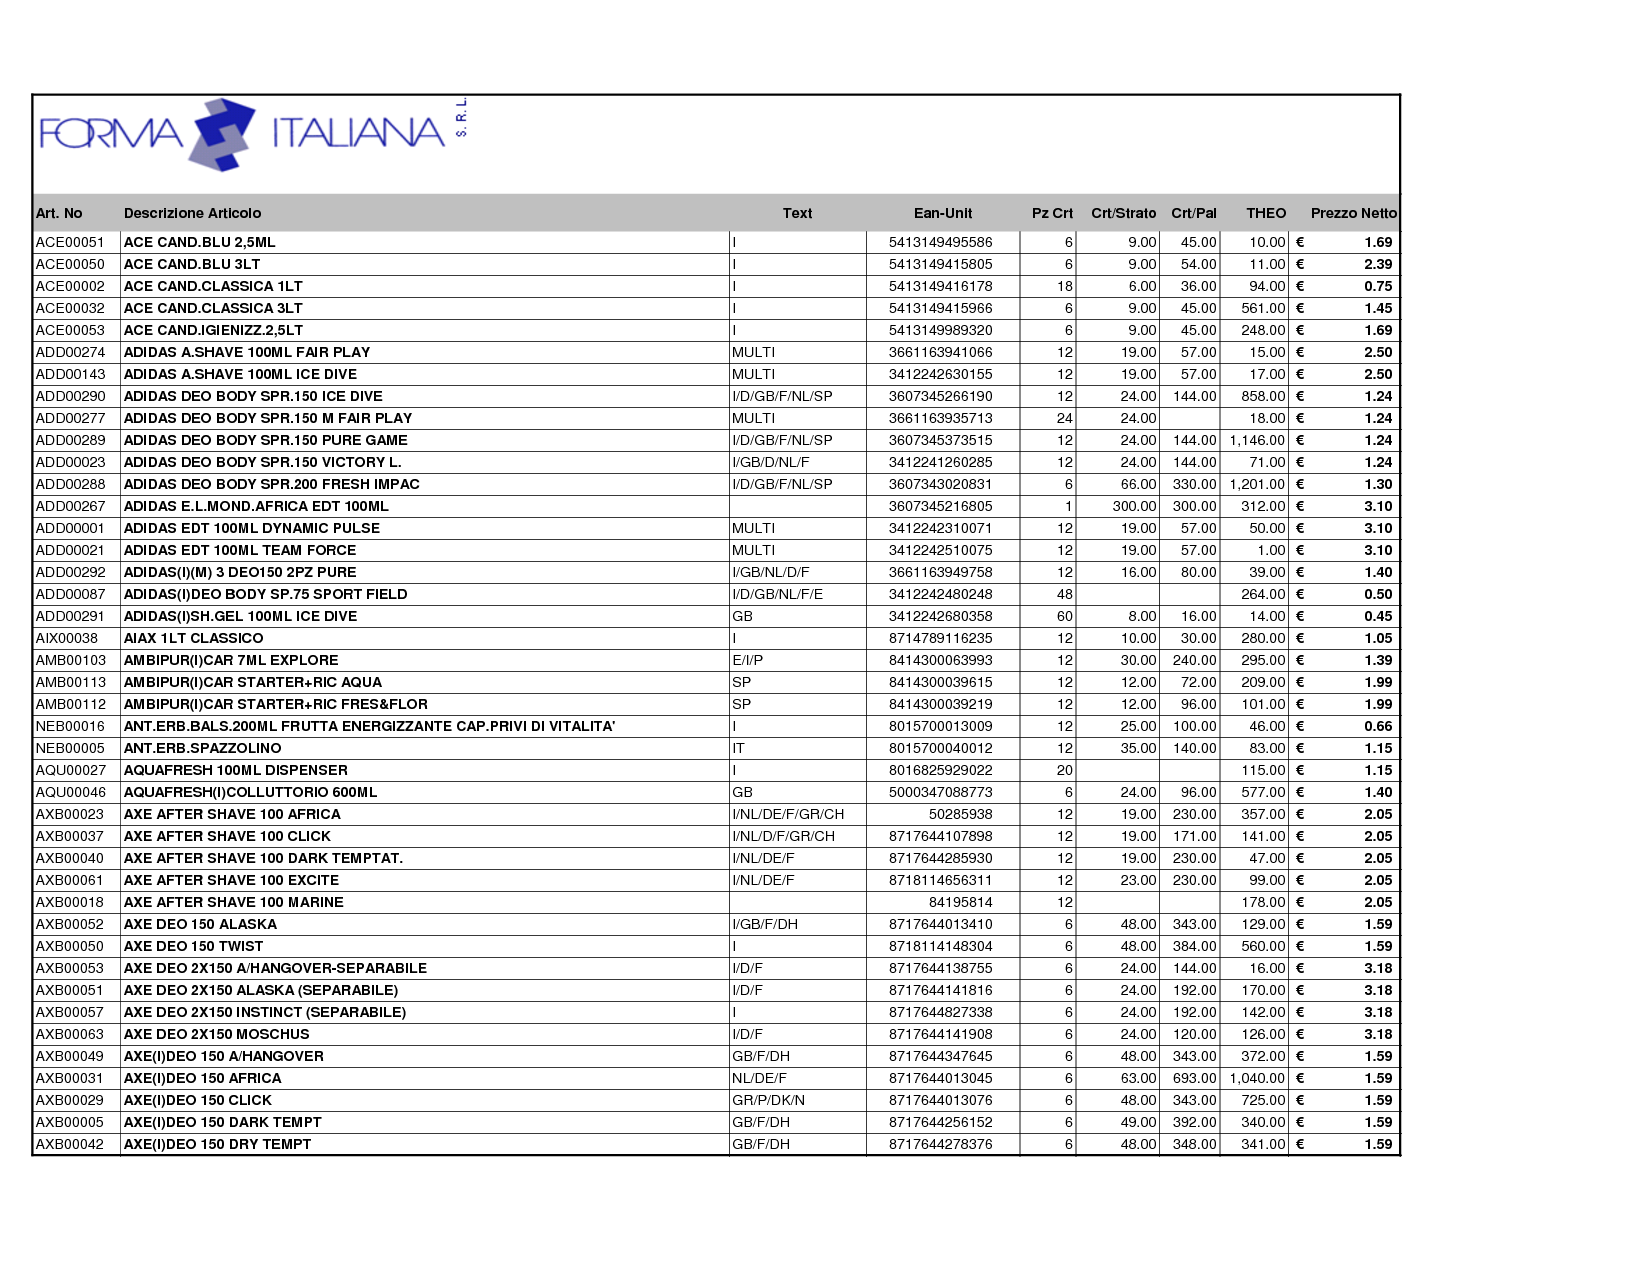 FORMA ITALIANA S. R. L.
Art. No Descrizione Articolo Text Ean-Unit Pz Crt Crt/Strato Crt/Pal THEO Prezzo Netto
ACE00051 ACE CAND.BLU 2,5ML I 5413149495586 6 9.00 45.00 10.00 € 1.69
ACE00050 ACE CAND.BLU 3LT I 5413149415805 6 9.00 54.00 11.00 € 2.39
ACE00002 ACE CAND.CLASSICA 1LT I 5413149416178 18 6.00 36.00 94.00 € 0.75
ACE00032 ACE CAND.CLASSICA 3LT I 5413149415966 6 9.00 45.00 561.00 € 1.45
ACE00053 ACE CAND.IGIENIZZ.2,5LT I 5413149989320 6 9.00 45.00 248.00 € 1.69
ADD00274 ADIDAS A.SHAVE 100ML FAIR PLAY MULTI 3661163941066 12 19.00 57.00 15.00 € 2.50
ADD00143 ADIDAS A.SHAVE 100ML ICE DIVE MULTI 3412242630155 12 19.00 57.00 17.00 € 2.50
ADD00290 ADIDAS DEO BODY SPR.150 ICE DIVE I/D/GB/F/NL/SP 3607345266190 12 24.00 144.00 858.00 € 1.24
ADD00277 ADIDAS DEO BODY SPR.150 M FAIR PLAY MULTI 3661163935713 24 24.00 18.00 € 1.24
ADD00289 ADIDAS DEO BODY SPR.150 PURE GAME I/D/GB/F/NL/SP 3607345373515 12 24.00 144.00 1,146.00 € 1.24
ADD00023 ADIDAS DEO BODY SPR.150 VICTORY L. I/GB/D/NL/F 3412241260285 12 24.00 144.00 71.00 € 1.24
ADD00288 ADIDAS DEO BODY SPR.200 FRESH IMPAC I/D/GB/F/NL/SP 3607343020831 6 66.00 330.00 1,201.00 € 1.30
ADD00267 ADIDAS E.L.MOND.AFRICA EDT 100ML 3607345216805 1 300.00 300.00 312.00 € 3.10
ADD00001 ADIDAS EDT 100ML DYNAMIC PULSE MULTI 3412242310071 12 19.00 57.00 50.00 € 3.10
ADD00021 ADIDAS EDT 100ML TEAM FORCE MULTI 3412242510075 12 19.00 57.00 1.00 € 3.10
ADD00292 ADIDAS(I)(M) 3 DEO150 2PZ PURE I/GB/NL/D/F 3661163949758 12 16.00 80.00 39.00 € 1.40
ADD00087 ADIDAS(I)DEO BODY SP.75 SPORT FIELD I/D/GB/NL/F/E 3412242480248 48 264.00 € 0.50
ADD00291 ADIDAS(I)SH.GEL 100ML ICE DIVE GB 3412242680358 60 8.00 16.00 14.00 € 0.45
AIX00038 AIAX 1LT CLASSICO I 8714789116235 12 10.00 30.00 280.00 € 1.05
AMB00103 AMBIPUR(I)CAR 7ML EXPLORE E/I/P 8414300063993 12 30.00 240.00 295.00 € 1.39
AMB00113 AMBIPUR(I)CAR STARTER+RIC AQUA SP 8414300039615 12 12.00 72.00 209.00 € 1.99
AMB00112 AMBIPUR(I)CAR STARTER+RIC FRES&FLOR SP 8414300039219 12 12.00 96.00 101.00 € 1.99
NEB00016 ANT.ERB.BALS.200ML FRUTTA ENERGIZZANTE CAP.PRIVI DI VITALITA' I 8015700013009 12 25.00 100.00 46.00 € 0.66
NEB00005 ANT.ERB.SPAZZOLINO IT 8015700040012 12 35.00 140.00 83.00 € 1.15
AQU00027 AQUAFRESH 100ML DISPENSER I 8016825929022 20 115.00 € 1.15
AQU00046 AQUAFRESH(I)COLLUTTORIO 600ML GB 5000347088773 6 24.00 96.00 577.00 € 1.40
AXB00023 AXE AFTER SHAVE 100 AFRICA I/NL/DE/F/GR/CH 50285938 12 19.00 230.00 357.00 € 2.05
AXB00037 AXE AFTER SHAVE 100 CLICK I/NL/D/F/GR/CH 8717644107898 12 19.00 171.00 141.00 € 2.05
AXB00040 AXE AFTER SHAVE 100 DARK TEMPTAT. I/NL/DE/F 8717644285930 12 19.00 230.00 47.00 € 2.05
AXB00061 AXE AFTER SHAVE 100 EXCITE I/NL/DE/F 8718114656311 12 23.00 230.00 99.00 € 2.05
AXB00018 AXE AFTER SHAVE 100 MARINE 84195814 12 178.00 € 2.05
AXB00052 AXE DEO 150 ALASKA I/GB/F/DH 8717644013410 6 48.00 343.00 129.00 € 1.59
AXB00050 AXE DEO 150 TWIST I 8718114148304 6 48.00 384.00 560.00 € 1.59
AXB00053 AXE DEO 2X150 A/HANGOVER-SEPARABILE I/D/F 8717644138755 6 24.00 144.00 16.00 € 3.18
AXB00051 AXE DEO 2X150 ALASKA (SEPARABILE) I/D/F 8717644141816 6 24.00 192.00 170.00 € 3.18
AXB00057 AXE DEO 2X150 INSTINCT (SEPARABILE) I 8717644827338 6 24.00 192.00 142.00 € 3.18
AXB00063 AXE DEO 2X150 MOSCHUS I/D/F 8717644141908 6 24.00 120.00 126.00 € 3.18
AXB00049 AXE(I)DEO 150 A/HANGOVER GB/F/DH 8717644347645 6 48.00 343.00 372.00 € 1.59
AXB00031 AXE(I)DEO 150 AFRICA NL/DE/F 8717644013045 6 63.00 693.00 1,040.00 € 1.59
AXB00029 AXE(I)DEO 150 CLICK GR/P/DK/N 8717644013076 6 48.00 343.00 725.00 € 1.59
AXB00005 AXE(I)DEO 150 DARK TEMPT GB/F/DH 8717644256152 6 49.00 392.00 340.00 € 1.59
AXB00042 AXE(I)DEO 150 DRY TEMPT GB/F/DH 8717644278376 6 48.00 348.00 341.00 € 1.59